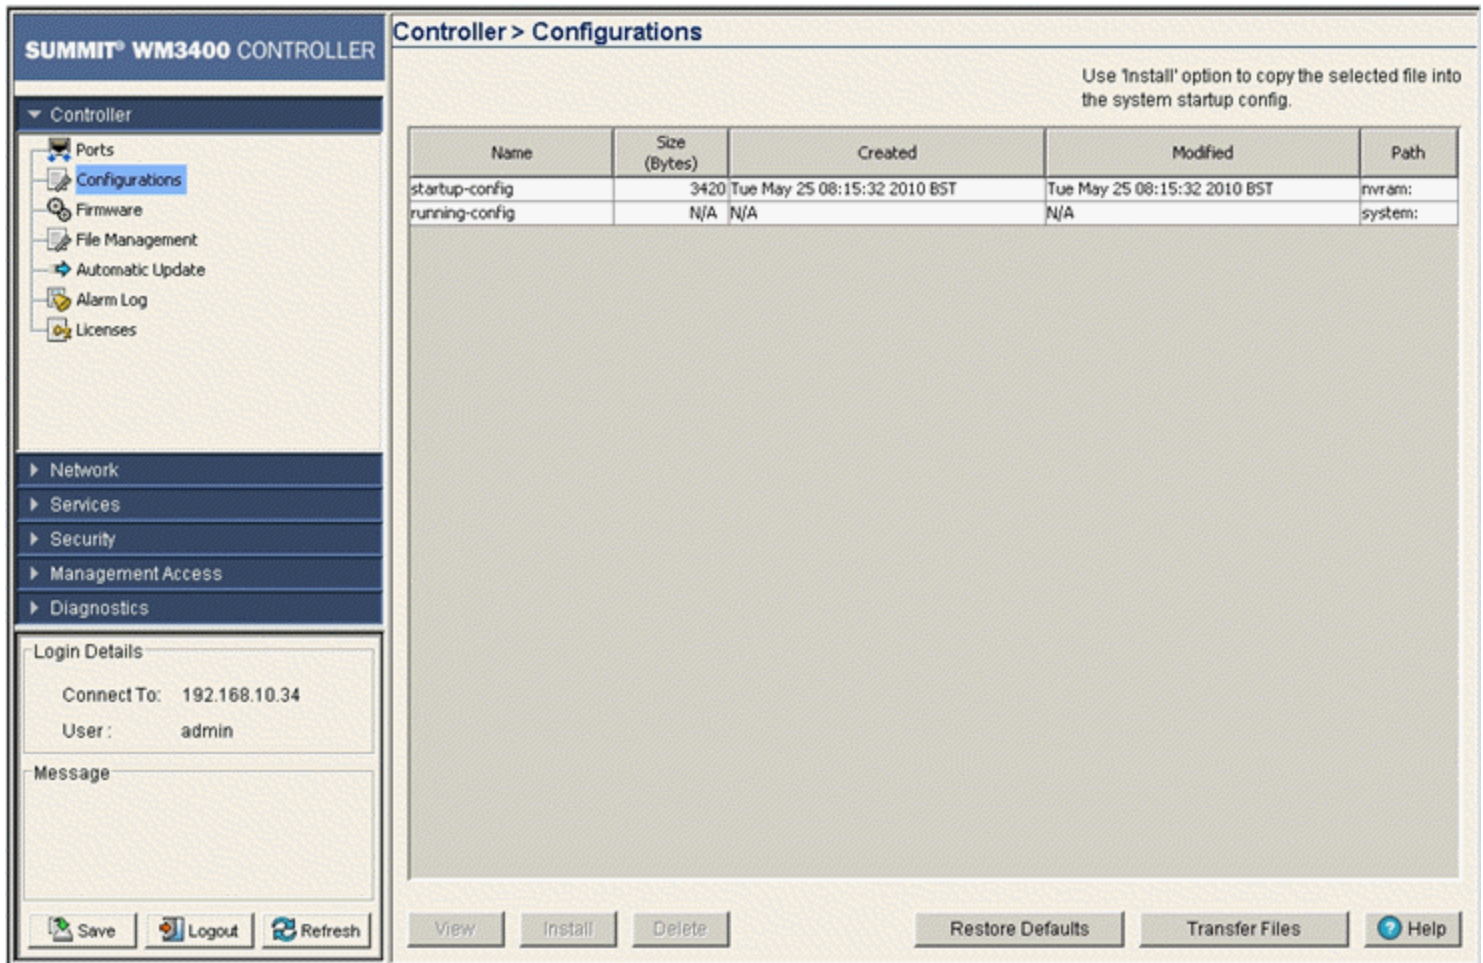 SUMMIT® WM3400 CONTROLLER
Controller
Ports
Configurations
Firmware
File Management
Automatic Update
Alarm Log
Licenses
Network
Services
Security
Management Access
Diagnostics
Login Details
Connect To: 192.168.10.34
User : admin
Message
Save Logout Refresh
Controller > Configurations
Use 'Install' option to copy the selected file into
the system startup config.
Name Size (Bytes) Created Modified Path
startup-config 3420 Tue May 25 08:15:32 2010 BST Tue May 25 08:15:32 2010 BST nvram:
running-config N/A N/A N/A system:
View Install Delete Restore Defaults Transfer Files Help